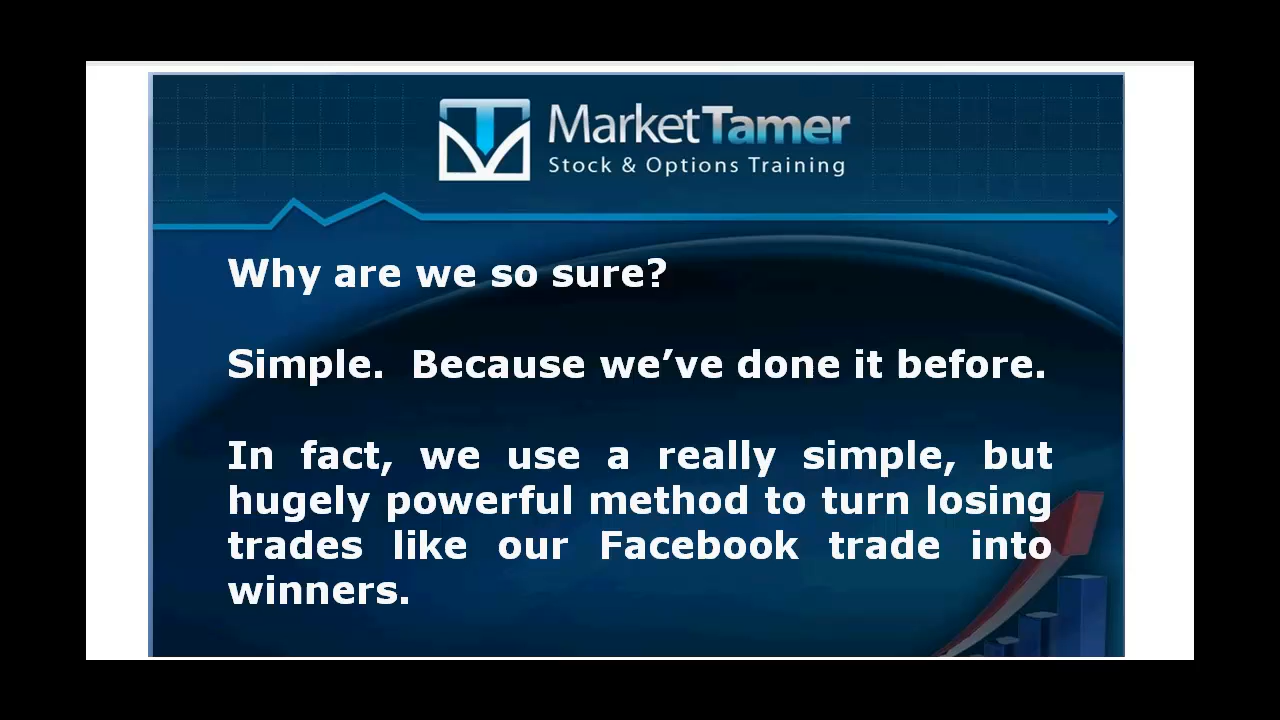 MarketTamer
Stock & Options Training
Why are we so sure?
Simple.  Because we’ve done it before.
In fact, we use a really simple, but
hugely powerful method to turn losing
trades like our Facebook trade into
winners.